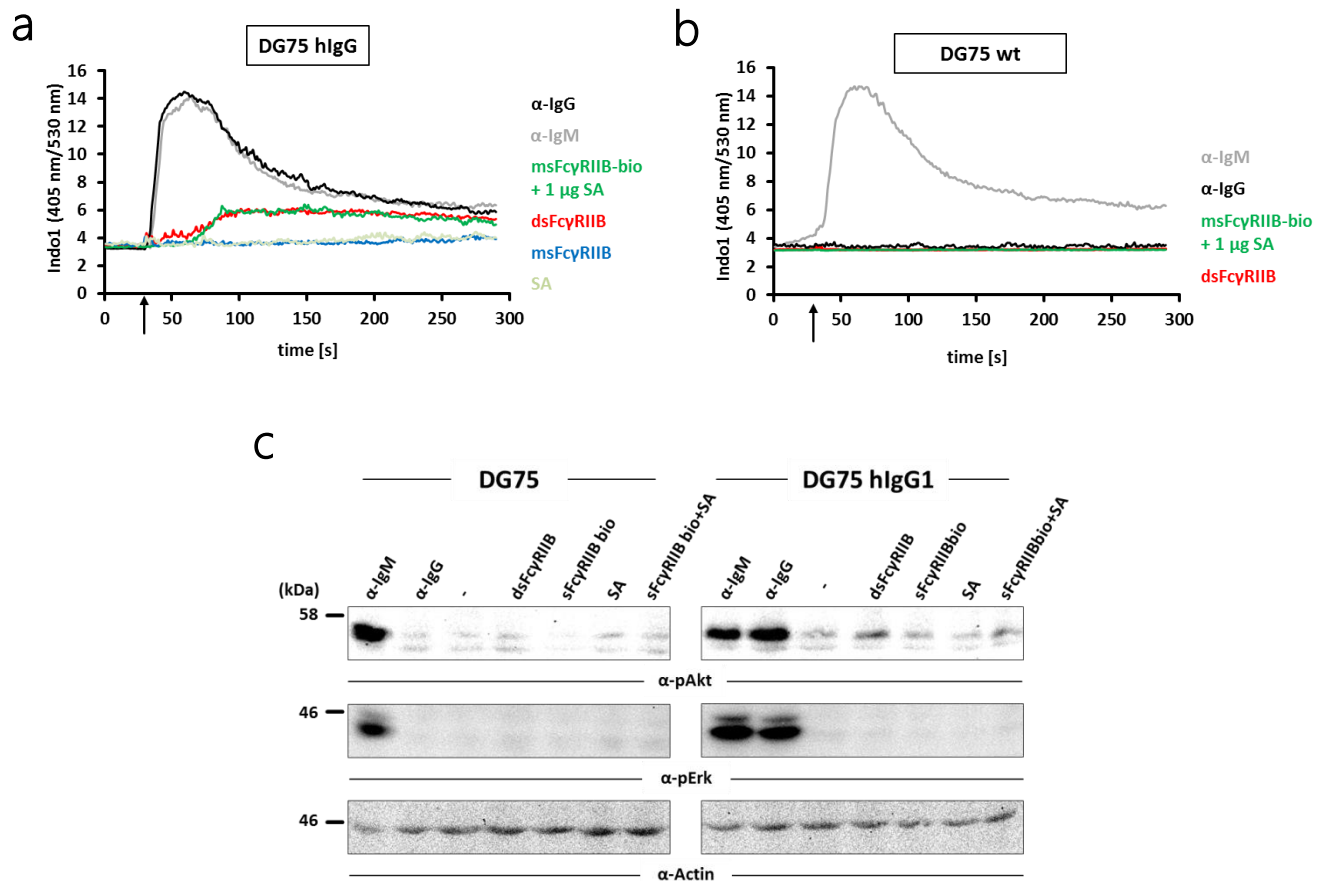 a
DG75 hIgG
Indo1 (405 nm/530 nm)
16
14
12
10
8
6
4
2
0
0 50 100 150 200 250 300
time [s]
α-IgG
α-IgM
msFcγRIIB-bio
+ 1 µg SA
dsFcγRIIB
msFcγRIIB
SA
b
DG75 wt
Indo1 (405 nm/530 nm)
16
14
12
10
8
6
4
2
0
0 50 100 150 200 250 300
time [s]
α-IgM
α-IgG
msFcγRIIB-bio
+ 1 µg SA
dsFcγRIIB
c
DG75
DG75 hIgG1
(kDa)
α-IgM
α-IgG
-
dsFcγRIIB
sFcγRIIB bio
SA
sFcγRIIB bio+SA
α-IgM
α-IgG
-
dsFcγRIIB
sFcγRIIBbio
SA
sFcγRIIBbio+SA
58
α-pAkt
46
α-pErk
46
α-Actin